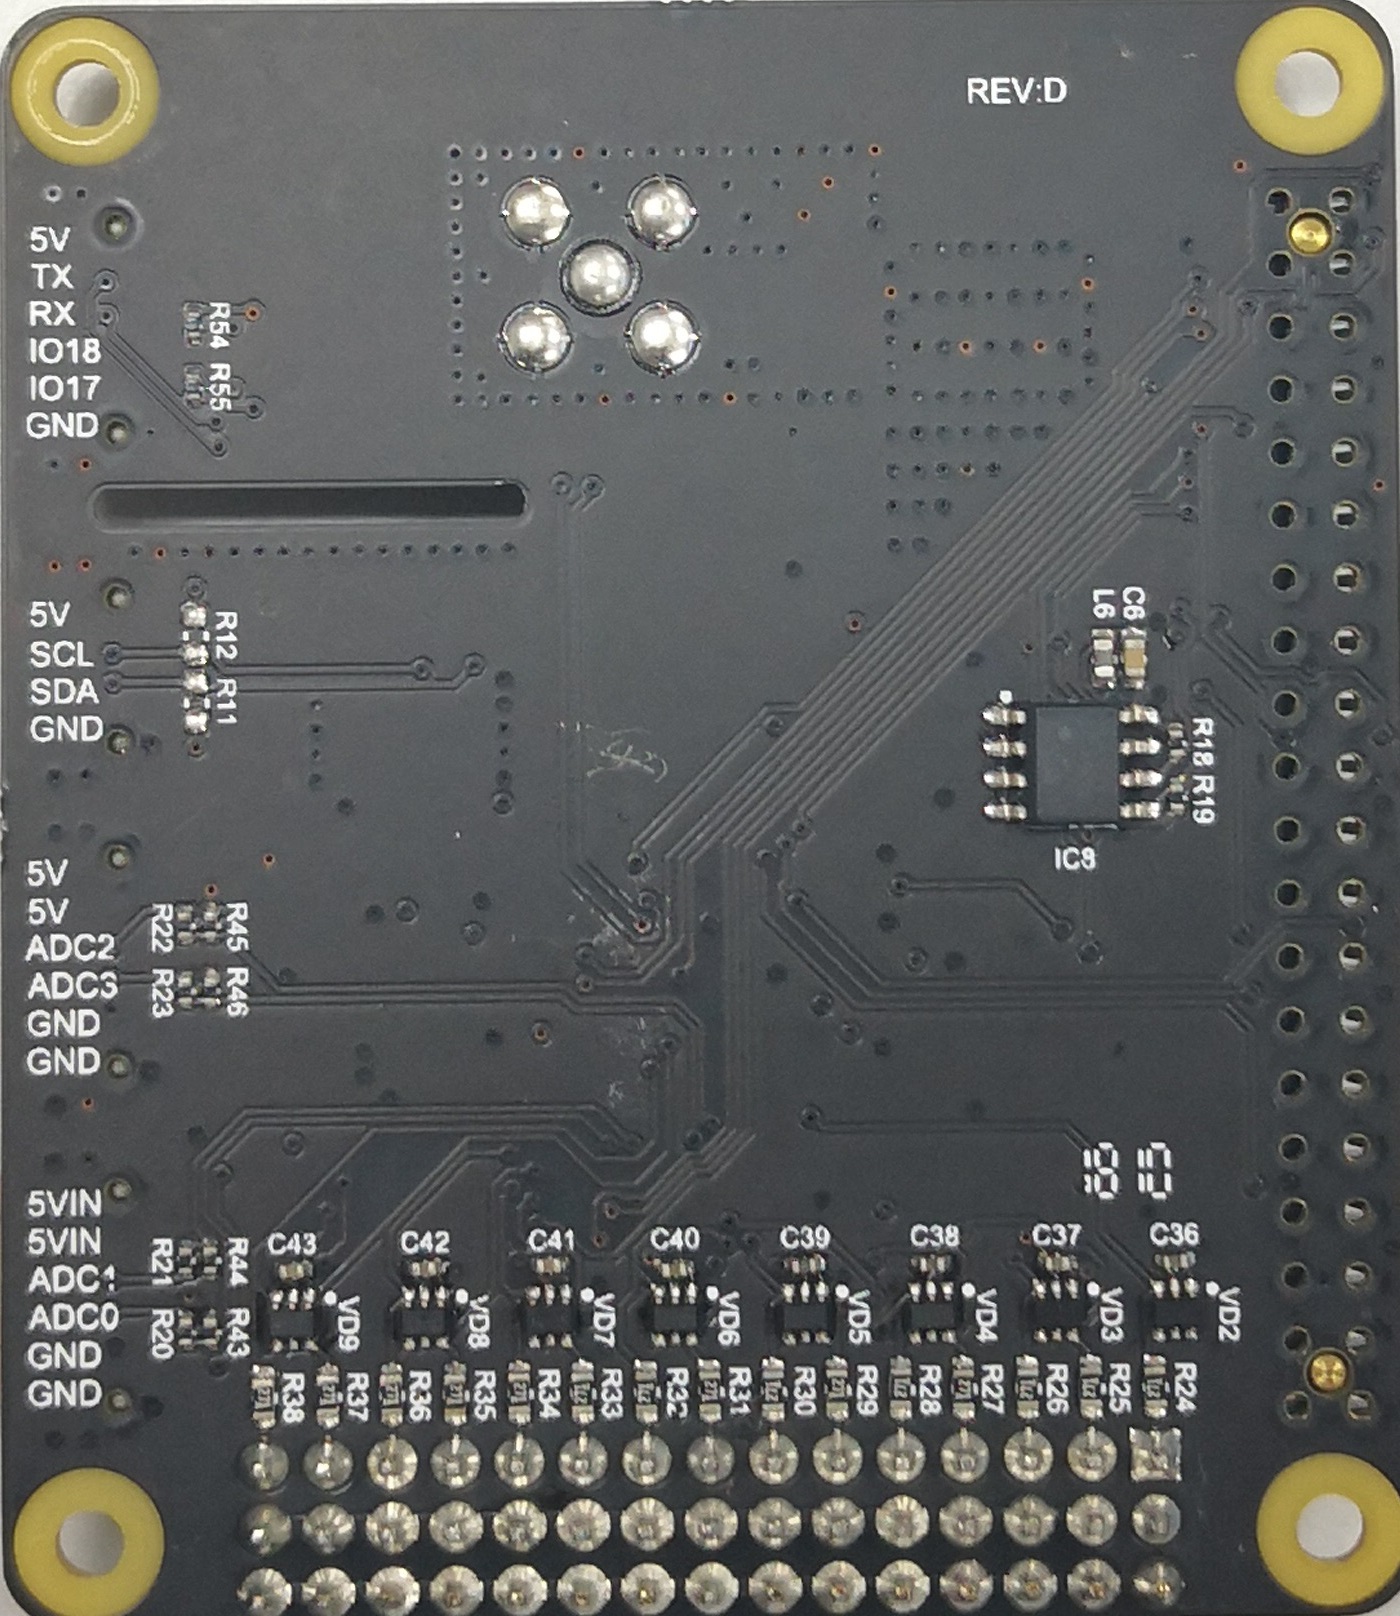 REV:D
5V
TX
RX
IO18
IO17
GND
R54
R55
5V
SCL
SDA
GND
R12
R11
L6
C6
R18
R19
IC8
5V
5V
ADC2
ADC3
GND
GND
R22
R45
R23
R46
18 10
5VIN
5VIN
ADC1
ADC0
GND
GND
R21
R44
R20
R43
C43 C42 C41 C40 C39 C38 C37 C36
VD9 VD8 VD7 VD6 VD5 VD4 VD3 VD2
R38 R37 R36 R35 R34 R33 R32 R31 R30 R29 R28 R27 R26 R25 R24